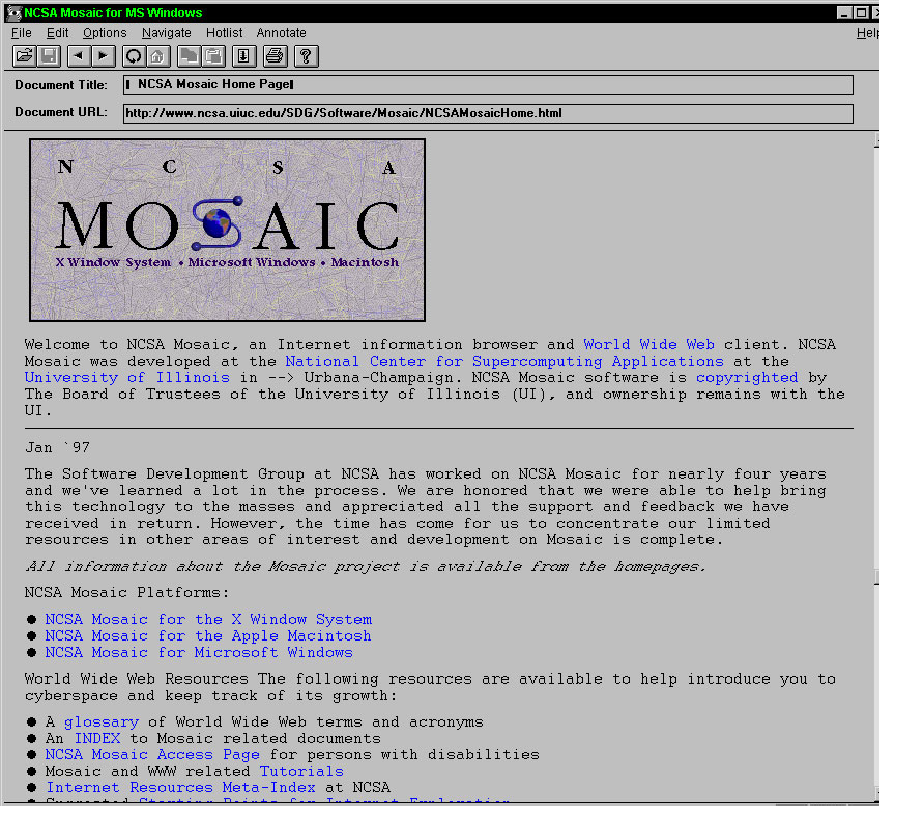 NCSA Mosaic for MS Windows
File Edit Options Navigate Hotlist Annotate Help
Document Title: NCSA Mosaic Home Page
Document URL: http://www.ncsa.uiuc.edu/SDG/Software/Mosaic/NCSAMosaicHome.html
N C S A
MOSAIC
X Window System • Microsoft Windows • Macintosh
Welcome to NCSA Mosaic, an Internet information browser and World Wide Web client. NCSA
Mosaic was developed at the National Center for Supercomputing Applications at the
University of Illinois in --> Urbana-Champaign. NCSA Mosaic software is copyrighted by
The Board of Trustees of the University of Illinois (UI), and ownership remains with the
UI.
Jan `97
The Software Development Group at NCSA has worked on NCSA Mosaic for nearly four years
and we've learned a lot in the process. We are honored that we were able to help bring
this technology to the masses and appreciated all the support and feedback we have
received in return. However, the time has come for us to concentrate our limited
resources in other areas of interest and development on Mosaic is complete.
All information about the Mosaic project is available from the homepages.
NCSA Mosaic Platforms:
● NCSA Mosaic for the X Window System
● NCSA Mosaic for the Apple Macintosh
● NCSA Mosaic for Microsoft Windows
World Wide Web Resources The following resources are available to help introduce you to
cyberspace and keep track of its growth:
● A glossary of World Wide Web terms and acronyms
● An INDEX to Mosaic related documents
● NCSA Mosaic Access Page for persons with disabilities
● Mosaic and WWW related Tutorials
● Internet Resources Meta-Index at NCSA
● Suggested Starting Points for Internet Exploration